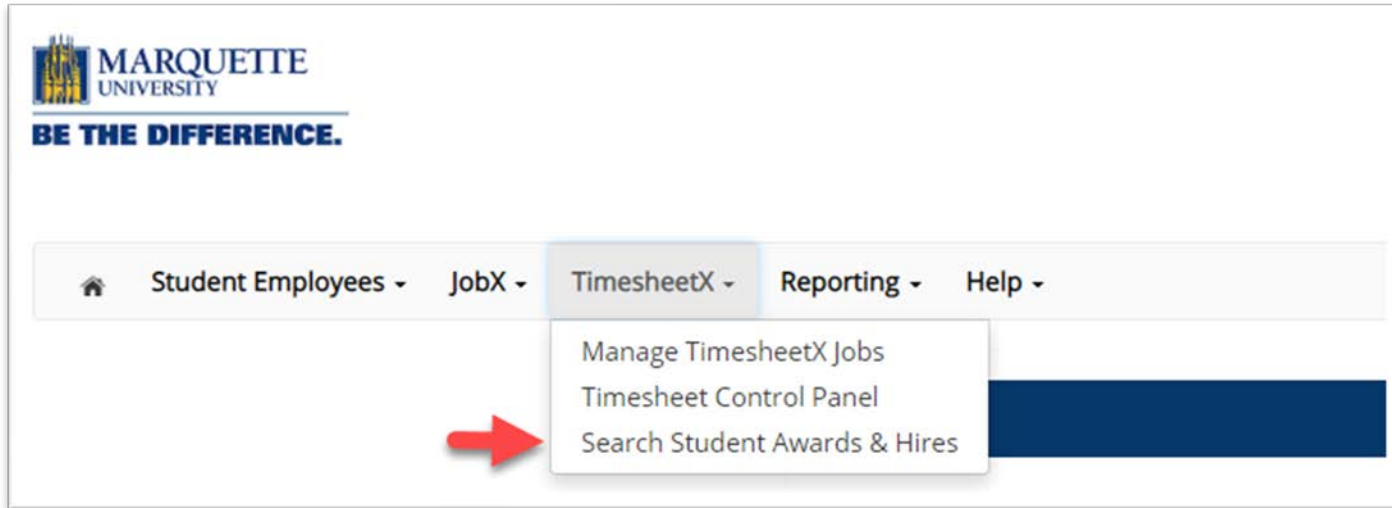 MARQUETTE
UNIVERSITY
BE THE DIFFERENCE.
Student Employees JobX TimesheetX Reporting Help
Manage TimesheetX Jobs
Timesheet Control Panel
Search Student Awards & Hires